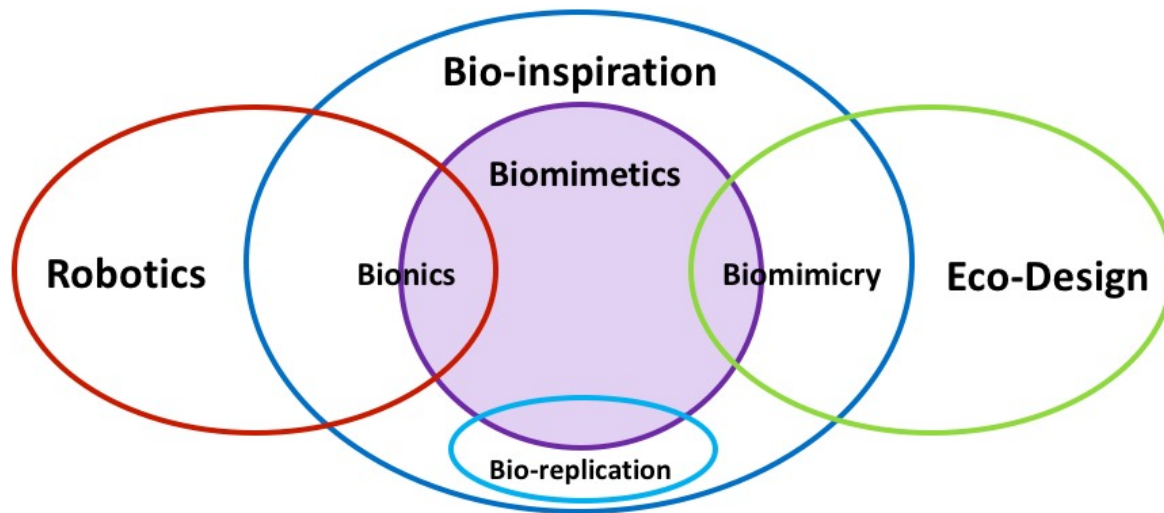 Bio-inspiration
Biomimetics
Robotics
Bionics
Biomimicry
Eco-Design
Bio-replication